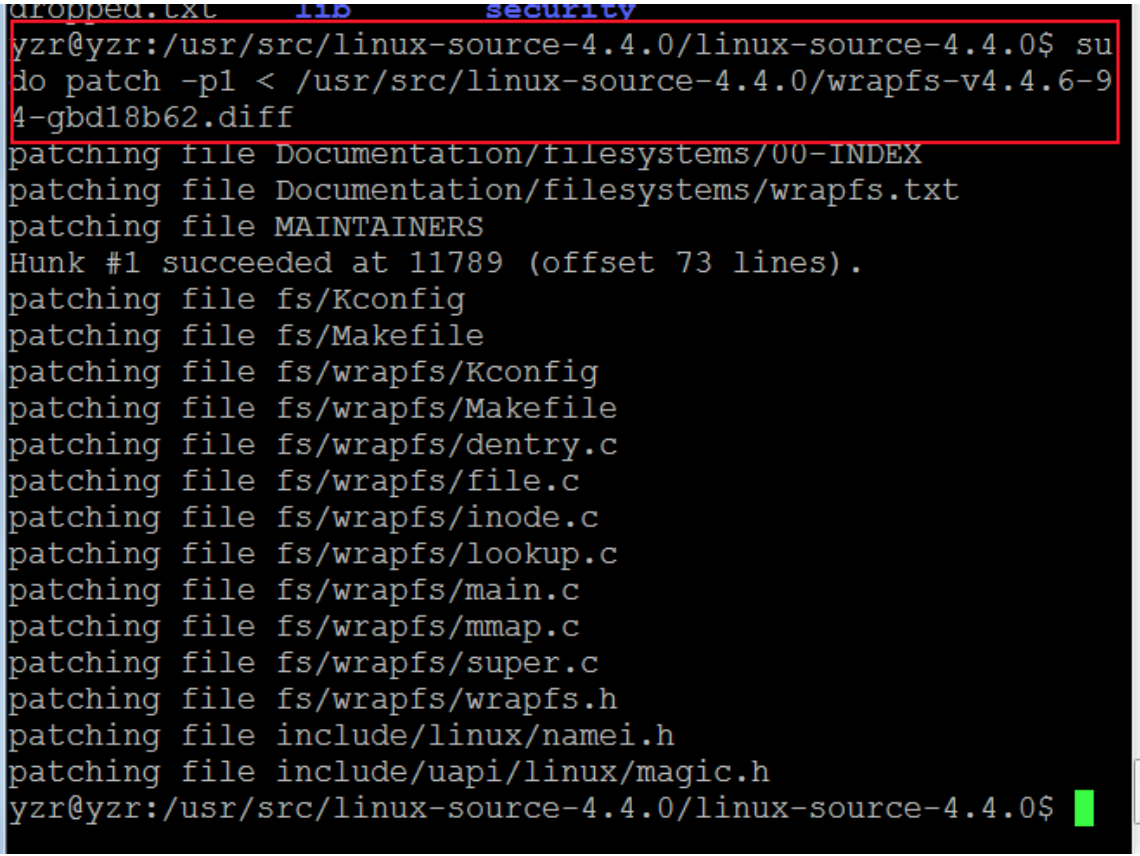 dropped.txt    lib       security
yzr@yzr:/usr/src/linux-source-4.4.0/linux-source-4.4.0$ su
do patch -p1 < /usr/src/linux-source-4.4.0/wrapfs-v4.4.6-9
4-gbd18b62.diff
patching file Documentation/filesystems/00-INDEX
patching file Documentation/filesystems/wrapfs.txt
patching file MAINTAINERS
Hunk #1 succeeded at 11789 (offset 73 lines).
patching file fs/Kconfig
patching file fs/Makefile
patching file fs/wrapfs/Kconfig
patching file fs/wrapfs/Makefile
patching file fs/wrapfs/dentry.c
patching file fs/wrapfs/file.c
patching file fs/wrapfs/inode.c
patching file fs/wrapfs/lookup.c
patching file fs/wrapfs/main.c
patching file fs/wrapfs/mmap.c
patching file fs/wrapfs/super.c
patching file fs/wrapfs/wrapfs.h
patching file include/linux/namei.h
patching file include/uapi/linux/magic.h
yzr@yzr:/usr/src/linux-source-4.4.0/linux-source-4.4.0$